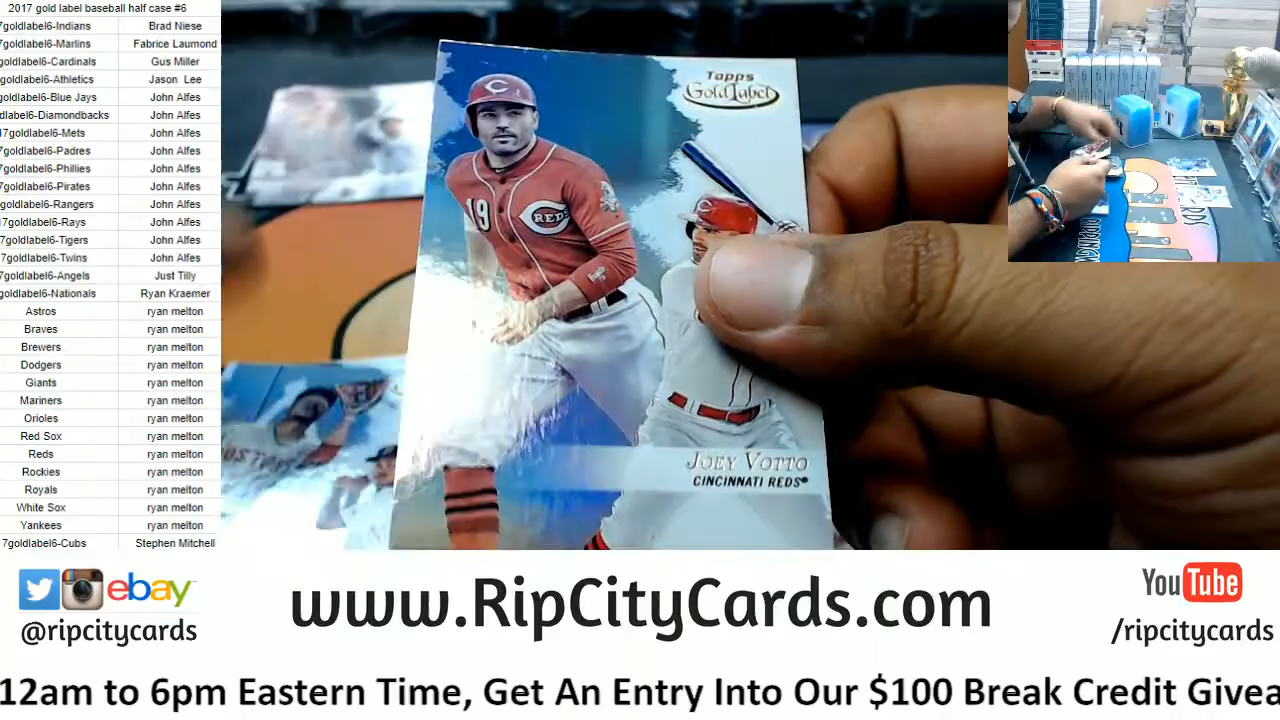 2017 gold label baseball half case #6
7goldlabel6-Indians Brad Niese
7goldlabel6-Marlins Fabrice Laumond
goldlabel6-Cardinals Gus Miller
goldlabel6-Athletics Jason Lee
goldlabel6-Blue Jays John Alfes
dlabel6-Diamondbacks John Alfes
17goldlabel6-Mets John Alfes
7goldlabel6-Padres John Alfes
7goldlabel6-Phillies John Alfes
7goldlabel6-Pirates John Alfes
goldlabel6-Rangers John Alfes
17goldlabel6-Rays John Alfes
7goldlabel6-Tigers John Alfes
7goldlabel6-Twins John Alfes
7goldlabel6-Angels Just Tilly
goldlabel6-Nationals Ryan Kraemer
Astros ryan melton
Braves ryan melton
Brewers ryan melton
Dodgers ryan melton
Giants ryan melton
Mariners ryan melton
Orioles ryan melton
Red Sox ryan melton
Reds ryan melton
Rockies ryan melton
Royals ryan melton
White Sox ryan melton
Yankees ryan melton
7goldlabel6-Cubs Stephen Mitchell
Topps
Gold Label
19
REDS
JOEY VOTTO
CINCINNATI REDS®
ebay
@ripcitycards
www.RipCityCards.com
YouTube
/ripcitycards
12am to 6pm Eastern Time, Get An Entry Into Our $100 Break Credit Givea